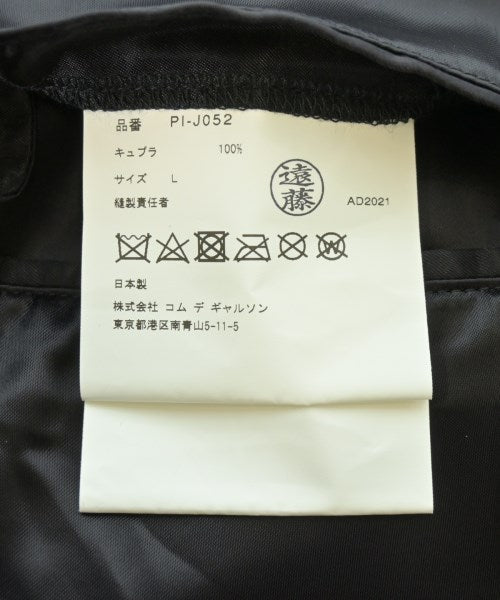 品番 PI-J052
キュプラ 100%
サイズ L
縫製責任者 遠藤 AD2021
日本製
株式会社 コム デ ギャルソン
東京都港区南青山5-11-5